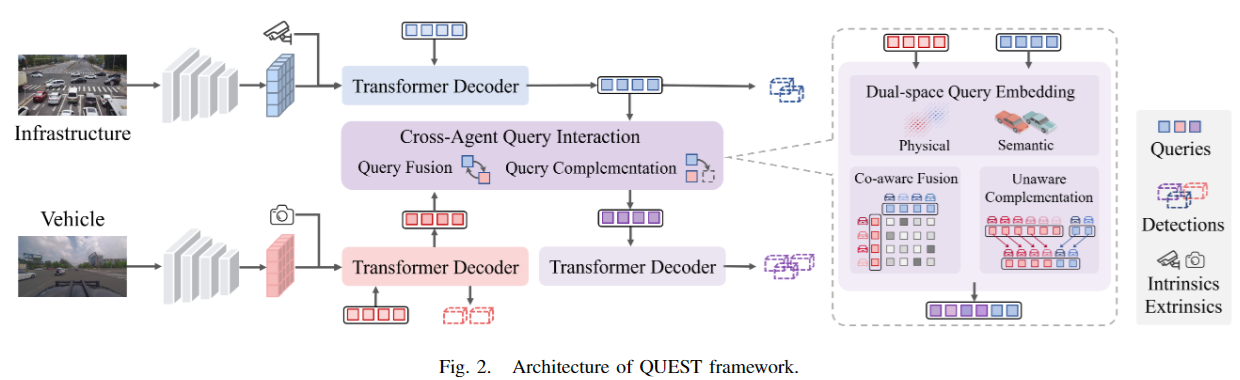 Infrastructure
Transformer Decoder
Cross-Agent Query Interaction
Query Fusion
Query Complementation
Vehicle
Transformer Decoder
Transformer Decoder
Dual-space Query Embedding
Physical
Semantic
Co-aware Fusion
Unaware
Complementation
Queries
Detections
Intrinsics
Extrinsics
Fig. 2. Architecture of QUEST framework.